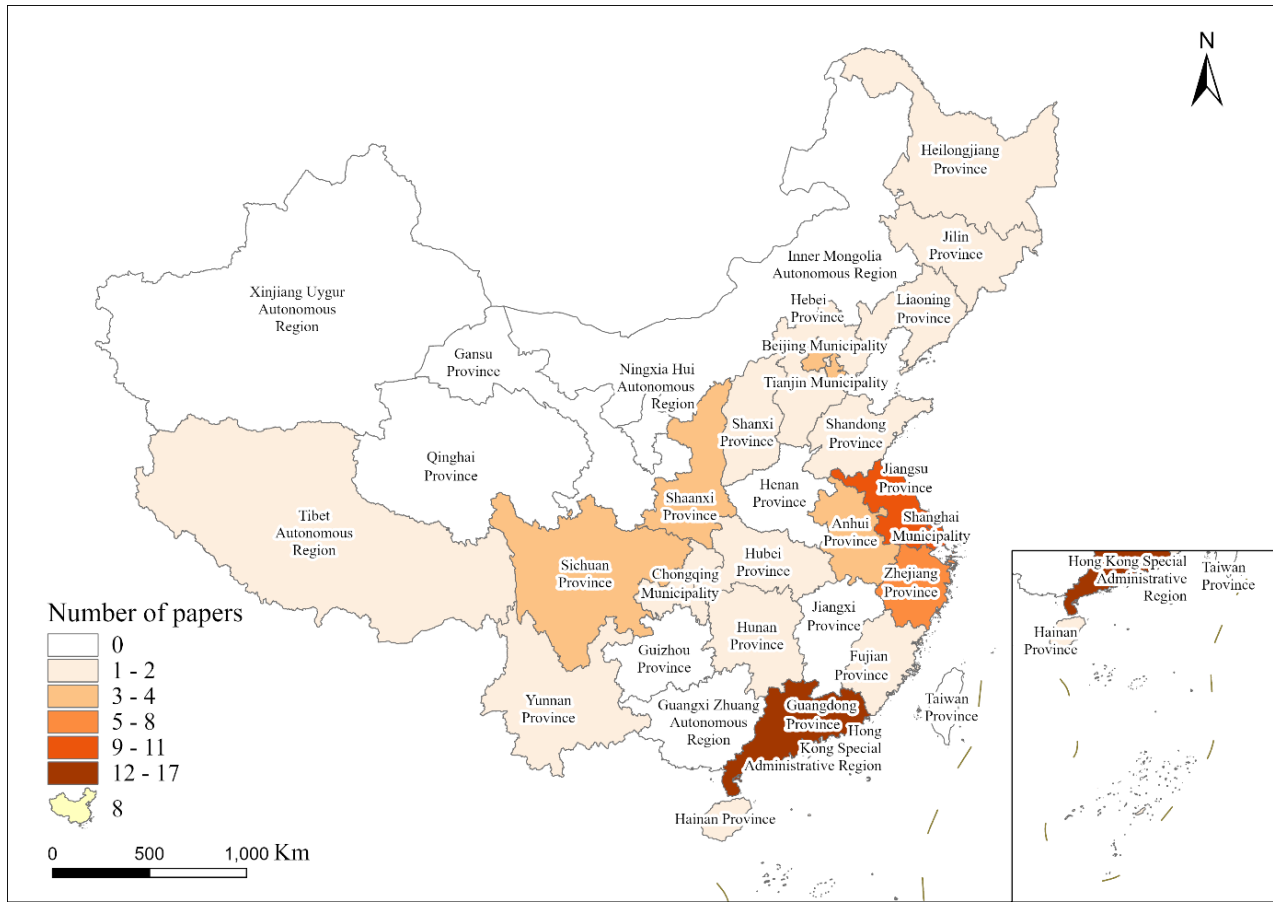 N
Heilongjiang
Province
Jilin
Province
Inner Mongolia
Autonomous Region
Liaoning
Province
Hebei
Province
Xinjiang Uygur
Autonomous
Region
Beijing Municipality
Gansu
Province
Ningxia Hui
Autonomous
Region
Tianjin Municipality
Shanxi
Province
Shandong
Province
Qinghai
Province
Jiangsu
Province
Henan
Province
Shaanxi
Province
Tibet
Autonomous
Region
Anhui
Province
Shanghai
Municipality
Hubei
Province
Sichuan
Province
Chongqing
Municipality
Zhejiang
Province
Jiangxi
Province
Hunan
Province
Guizhou
Province
Fujian
Province
Yunnan
Province
Guangxi Zhuang
Autonomous
Region
Guangdong
Province
Hong
Kong Special
Administrative Region
Taiwan
Province
Hainan Province
Hong Kong Special
Administrative
Region
Taiwan
Province
Hainan
Province
Number of papers
0
1 - 2
3 - 4
5 - 8
9 - 11
12 - 17
8
0 500 1,000 Km